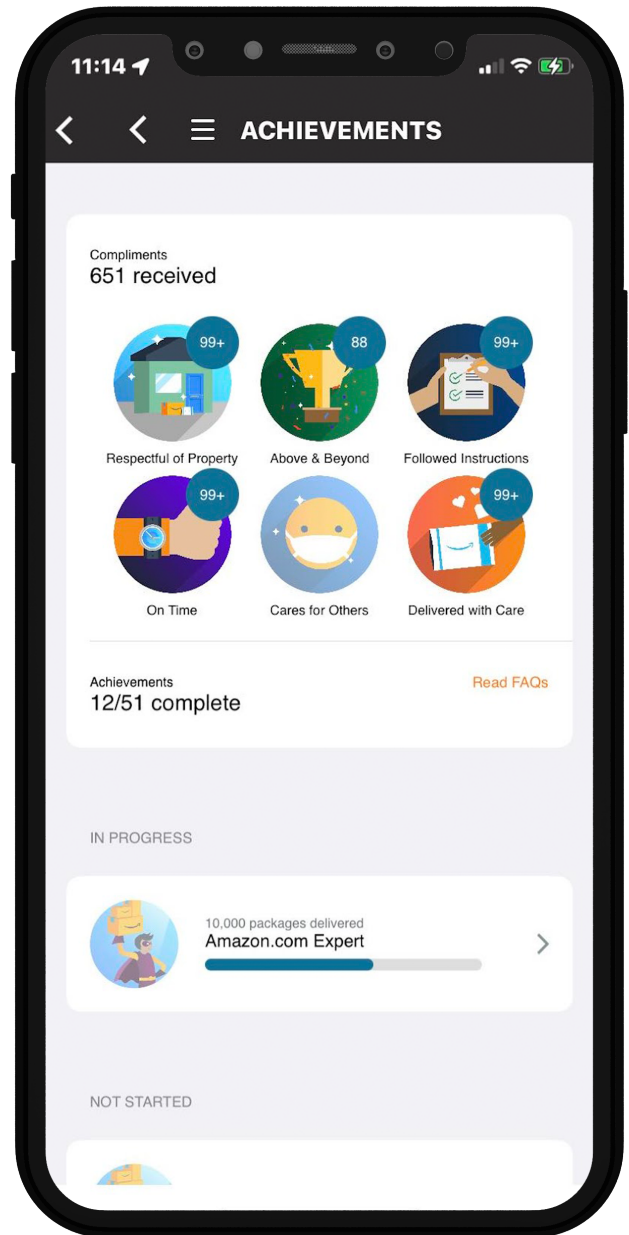 11:14
ACHIEVEMENTS
Compliments
651 received
99+
88
99+
Respectful of Property
Above & Beyond
Followed Instructions
99+
99+
On Time
Cares for Others
Delivered with Care
Achievements
Read FAQs
12/51 complete
IN PROGRESS
10,000 packages delivered
Amazon.com Expert
NOT STARTED